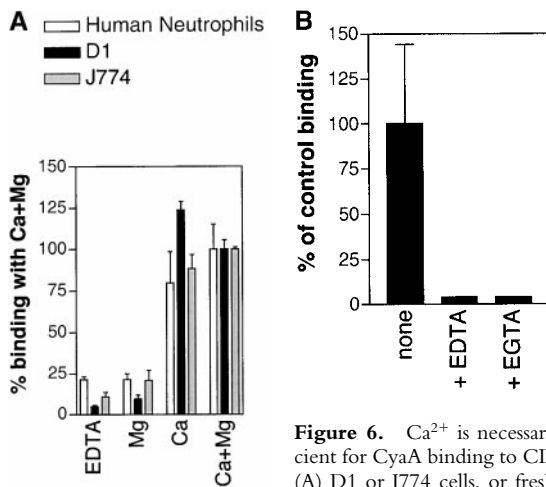 A
Human Neutrophils
D1
J774
% binding with Ca+Mg
150
125
100
75
50
25
0
EDTA
Mg
Ca
Ca+Mg
B
% of control binding
150
125
100
75
50
25
0
none
+ EDTA
+ EGTA
Figure 6. Ca²⁺ is necessar
cient for CyaA binding to CI
(A) D1 or J774 cells, or fresh